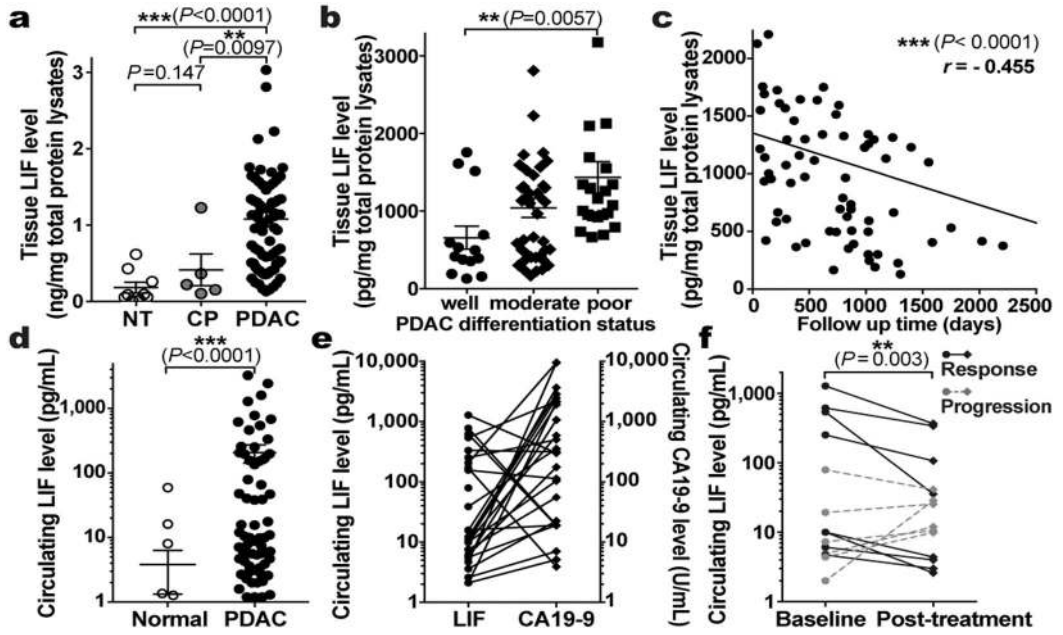 a
*** (P<0.0001)
**
(P=0.0097)
P=0.147
Tissue LIF level
(ng/mg total protein lysates)
3
2
1
0
NT CP PDAC
b
** (P=0.0057)
Tissue LIF level
(pg/mg total protein lysates)
3000
2000
1000
0
well moderate poor
PDAC differentiation status
c
*** (P< 0.0001)
r = - 0.455
Tissue LIF level
(pg/mg total protein lysates)
2000
1500
1000
500
0
0 500 1000 1500 2000 2500
Follow up time (days)
d
***
(P<0.0001)
Circulating LIF level (pg/mL)
1,000
100
10
1
Normal PDAC
e
Circulating LIF level (pg/mL)
10,000
1,000
100
10
1
10,000
1,000
100
10
1
Circulating CA19-9 level (U/mL)
LIF CA19-9
f
**
(P = 0.003)
Response
Progression
Circulating LIF level (pg/mL)
1,000
100
10
1
Baseline Post-treatment